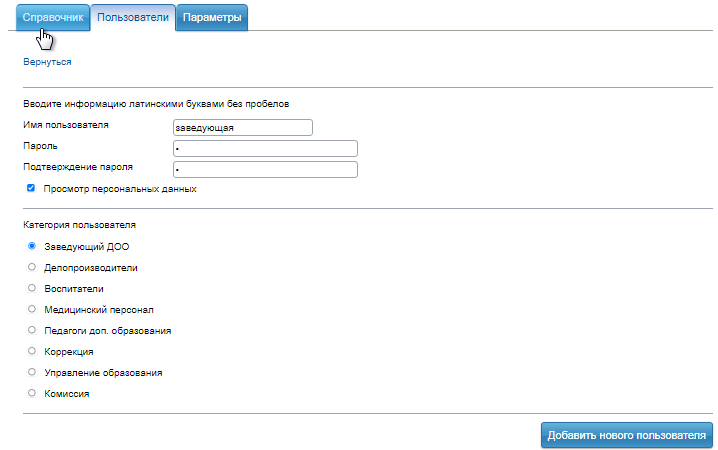 Справочник Пользователи Параметры
Вернуться
Вводите информацию латинскими буквами без пробелов
Имя пользователя заведующая
Пароль •
Подтверждение пароля •
Просмотр персональных данных
Категория пользователя
Заведующий ДОО
Делопроизводители
Воспитатели
Медицинский персонал
Педагоги доп. образования
Коррекция
Управление образования
Комиссия
Добавить нового пользователя